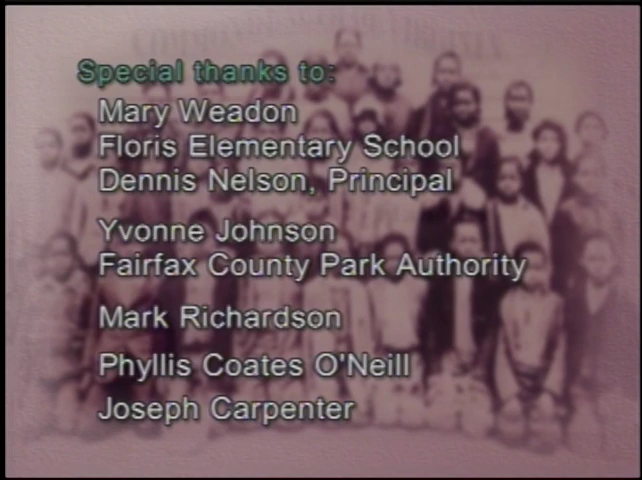 Special thanks to:
Mary Weadon
Floris Elementary School
Dennis Nelson, Principal
Yvonne Johnson
Fairfax County Park Authority
Mark Richardson
Phyllis Coates O'Neill
Joseph Carpenter